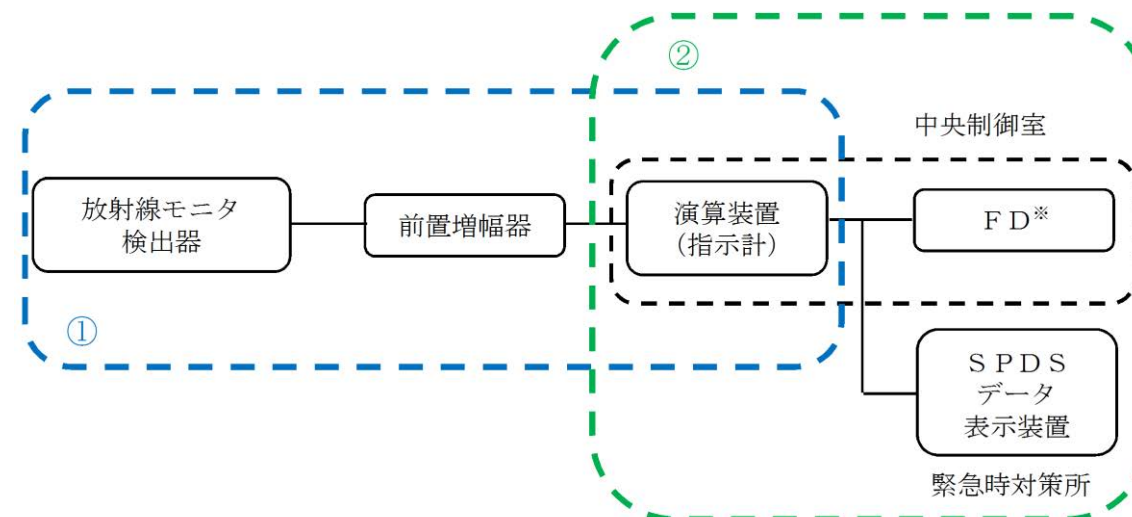 ②
中央制御室
放射線モニタ
検出器
前置増幅器
演算装置
(指示計)
ＦＤ※
①
ＳＰＤＳ
データ
表示装置
緊急時対策所